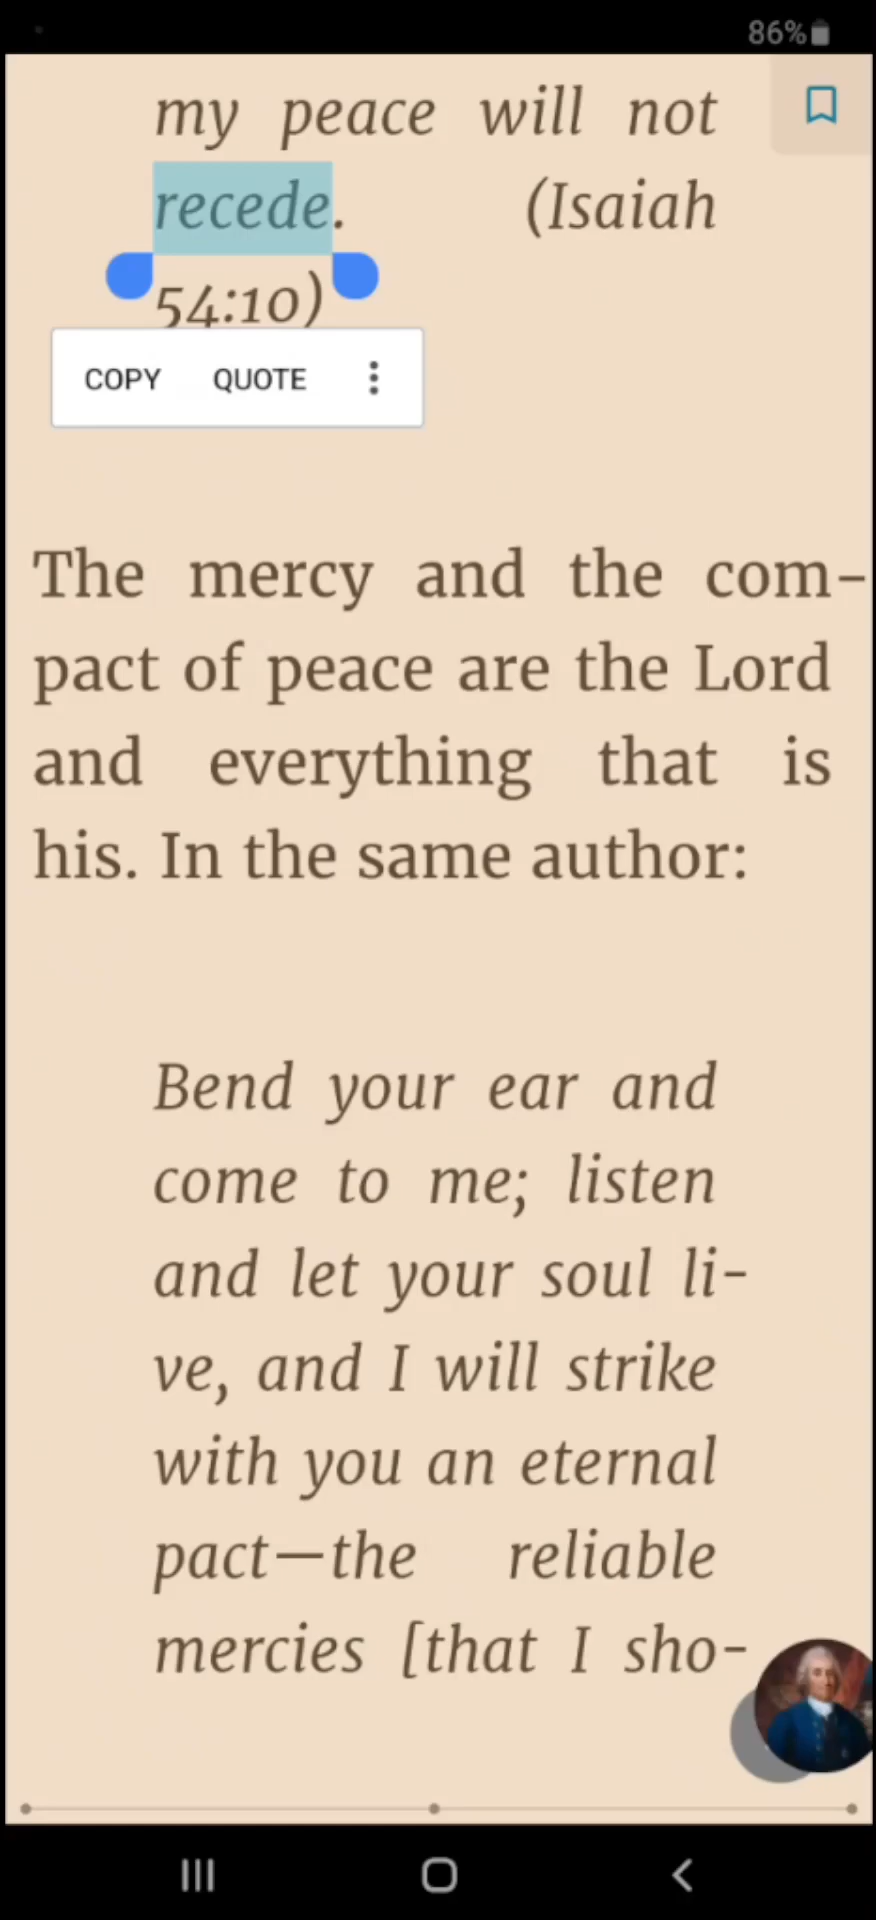 86%
my peace will not
recede. (Isaiah
54:10)
COPY QUOTE
The mercy and the com-
pact of peace are the Lord
and everything that is
his. In the same author:
Bend your ear and
come to me; listen
and let your soul li-
ve, and I will strike
with you an eternal
pact—the reliable
mercies [that I sho-